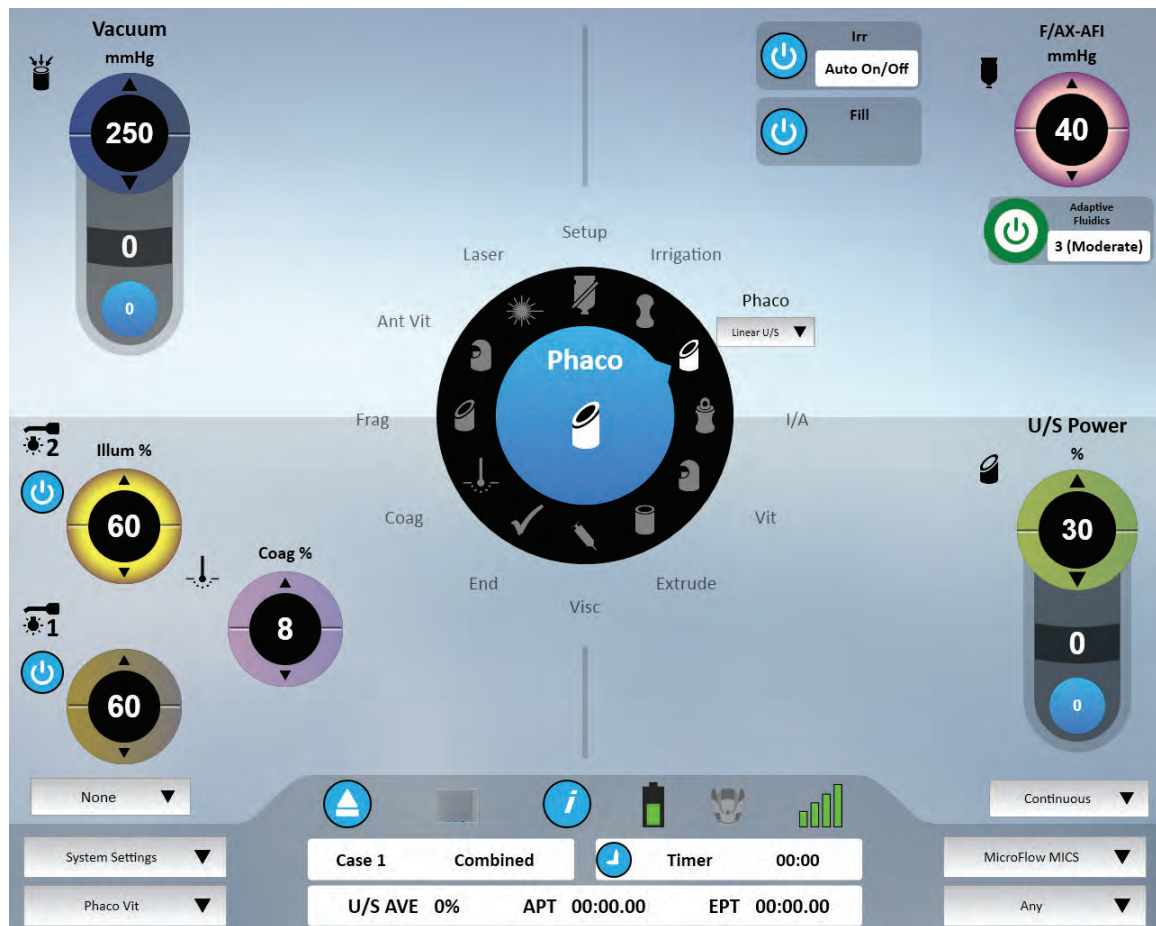 Vacuum
mmHg
250
0
0
Irr
Auto On/Off
Fill
F/AX-AFI
mmHg
40
Adaptive
Fluidics
3 (Moderate)
Setup
Laser
Irrigation
Ant Vit
Phaco
Linear U/S
Phaco
Frag
I/A
Coag
Vit
End
Extrude
Visc
2
Illum %
60
Coag %
8
1
60
None
U/S Power
%
30
0
0
Continuous
System Settings
Case 1 Combined
Timer 00:00
MicroFlow MICS
Phaco Vit
U/S AVE 0% APT 00:00.00 EPT 00:00.00
Any